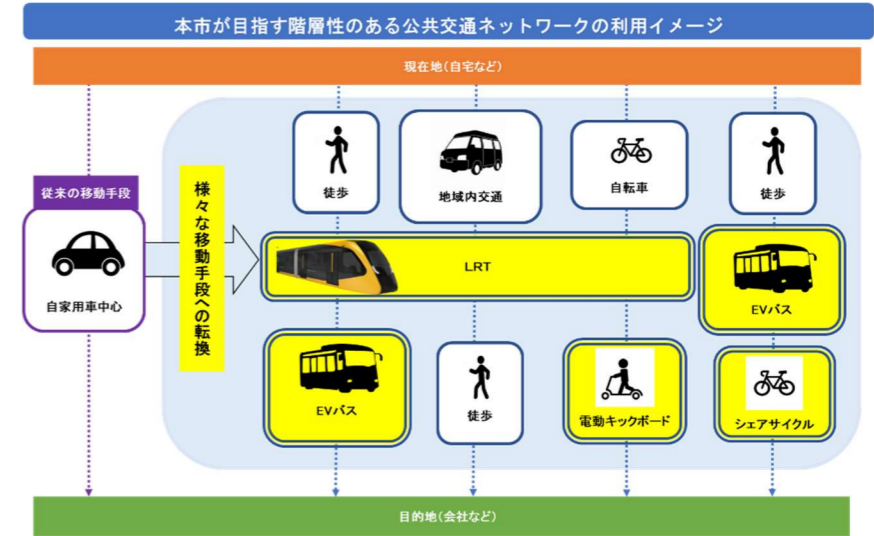 本市が目指す階層性のある公共交通ネットワークの利用イメージ
現在地(自宅など)
従来の移動手段
自家用車中心
様々な移動手段への転換
徒歩
地域内交通
自転車
徒歩
LRT
EVバス
EVバス
徒歩
電動キックボード
シェアサイクル
目的地(会社など)